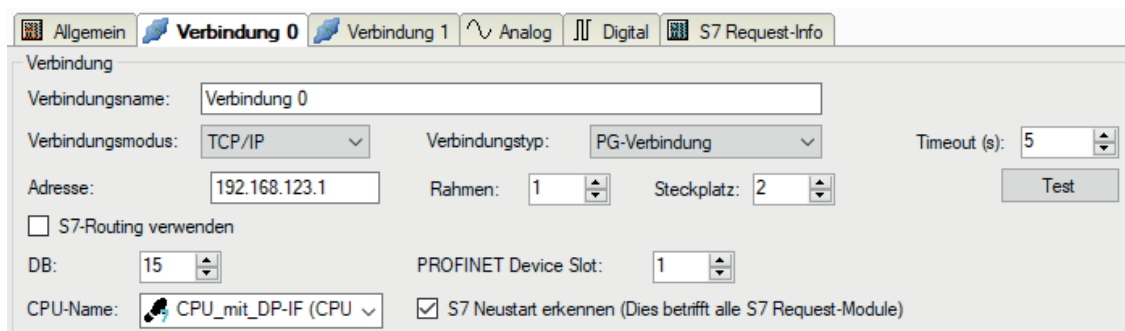 Allgemein Verbindung 0 Verbindung 1 Analog Digital S7 Request-Info
Verbindung
Verbindungsname: Verbindung 0
Verbindungsmodus: TCP/IP Verbindungstyp: PG-Verbindung Timeout (s): 5
Adresse: 192.168.123.1 Rahmen: 1 Steckplatz: 2 Test
S7-Routing verwenden
DB: 15 PROFINET Device Slot: 1
CPU-Name: CPU_mit_DP-IF (CPU S7 Neustart erkennen (Dies betrifft alle S7 Request-Module)